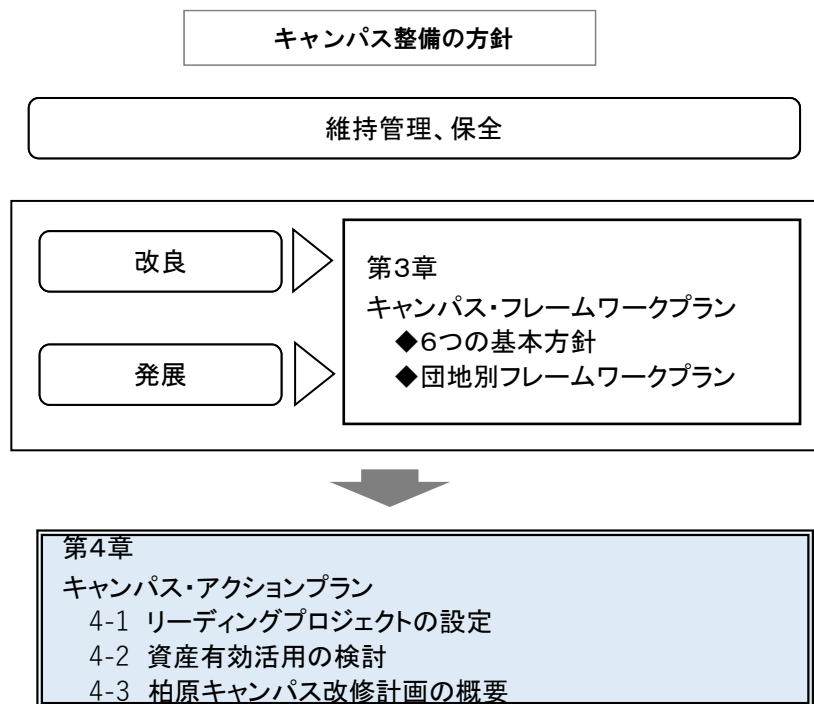 キャンパス整備の方針
維持管理、保全
改良
発展
第3章
キャンパス・フレームワークプラン
◆6つの基本方針
◆団地別フレームワークプラン
第4章
キャンパス・アクションプラン
4-1 リーディングプロジェクトの設定
4-2 資産有効活用の検討
4-3 柏原キャンパス改修計画の概要